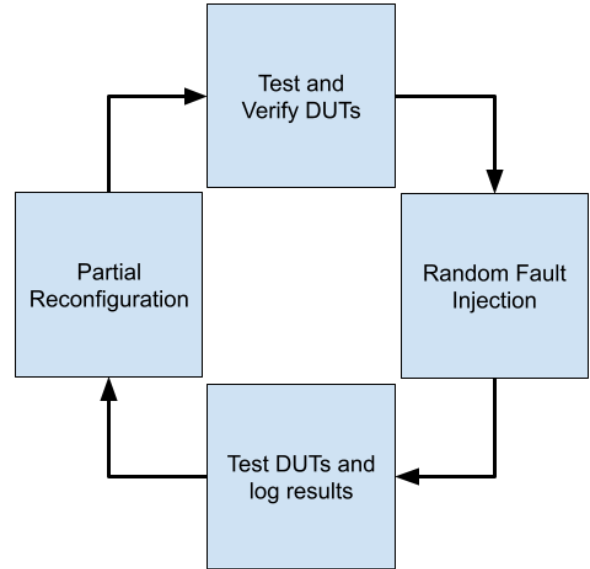 Test and
Verify DUTs
Partial
Reconfiguration
Random Fault
Injection
Test DUTs and
log results